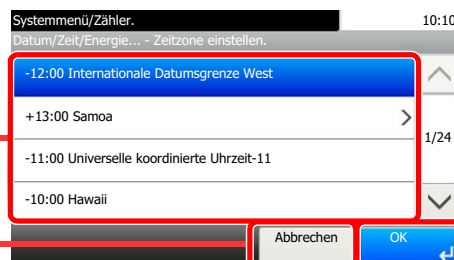 Systemmenü/Zähler. 10:10
Datum/Zeit/Energie... - Zeitzone einstellen.
-12:00 Internationale Datumsgrenze West
+13:00 Samoa
1/24
-11:00 Universelle koordinierte Uhrzeit-11
-10:00 Hawaii
Abbrechen OK